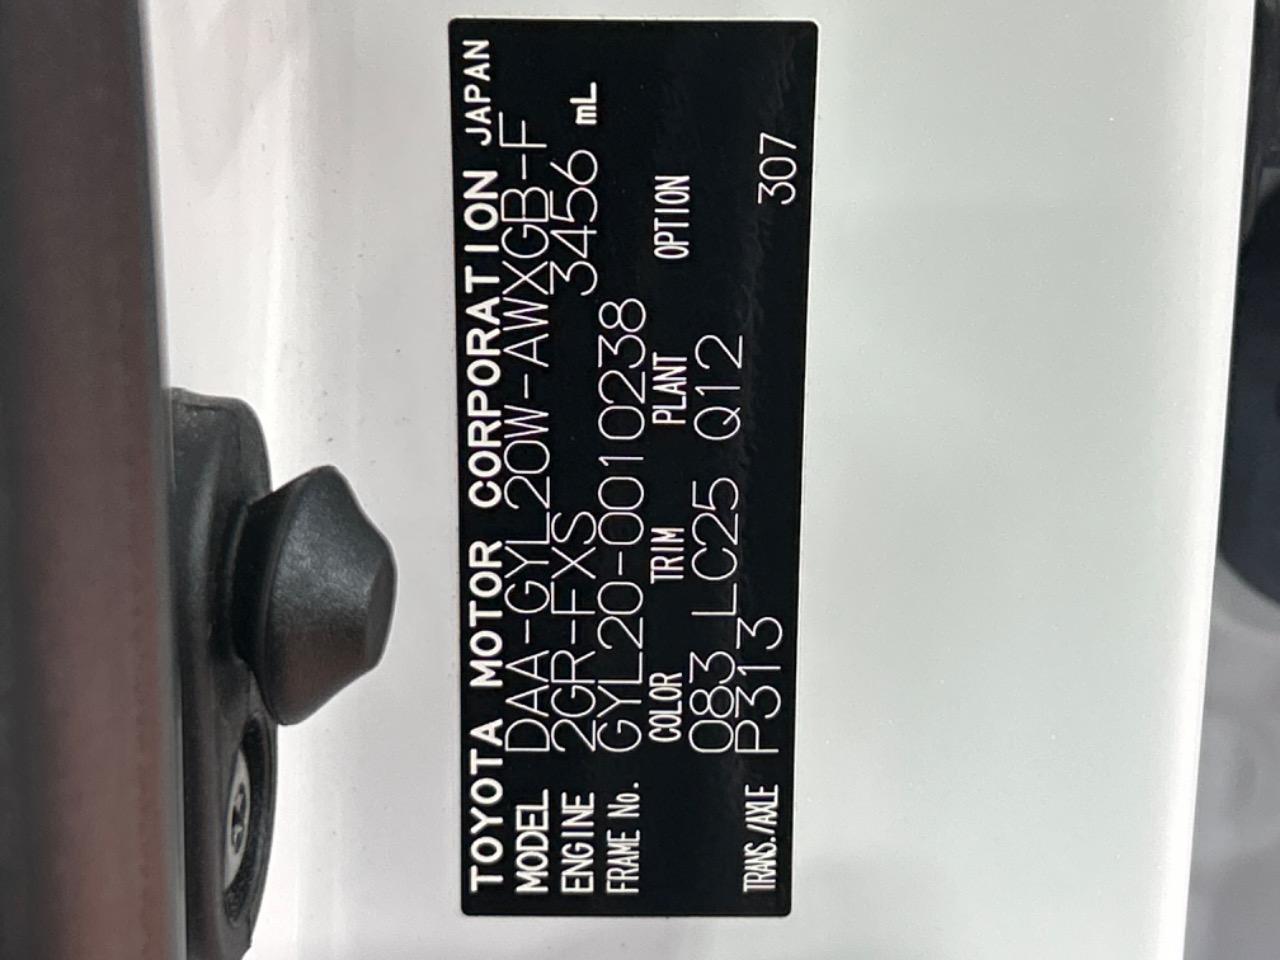 TOYOTA MOTOR CORPORATION JAPAN
MODEL DAA-GYL20W-AWXGB-F
ENGINE 2GR-FXS 3456 mL
FRAME No. GYL20-0010238
COLOR TRIM PLANT OPTION
083 LC25 Q12
TRANS./AXLE P313 307